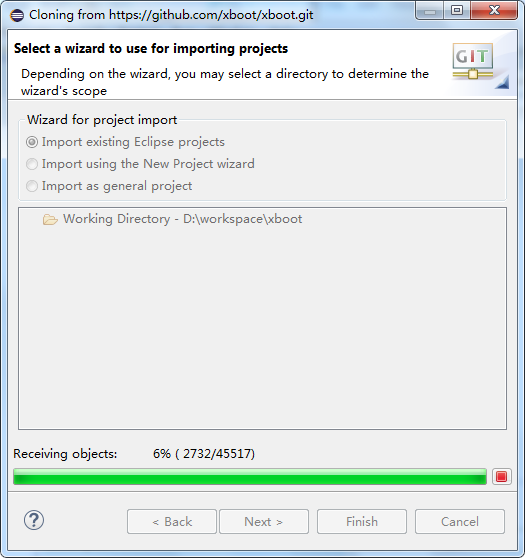 Cloning from https://github.com/xboot/xboot.git
Select a wizard to use for importing projects
Depending on the wizard, you may select a directory to determine the
wizard's scope
GIT
Wizard for project import
Import existing Eclipse projects
Import using the New Project wizard
Import as general project
Working Directory - D:\workspace\xboot
Receiving objects: 6% ( 2732/45517)
?
< Back Next > Finish Cancel